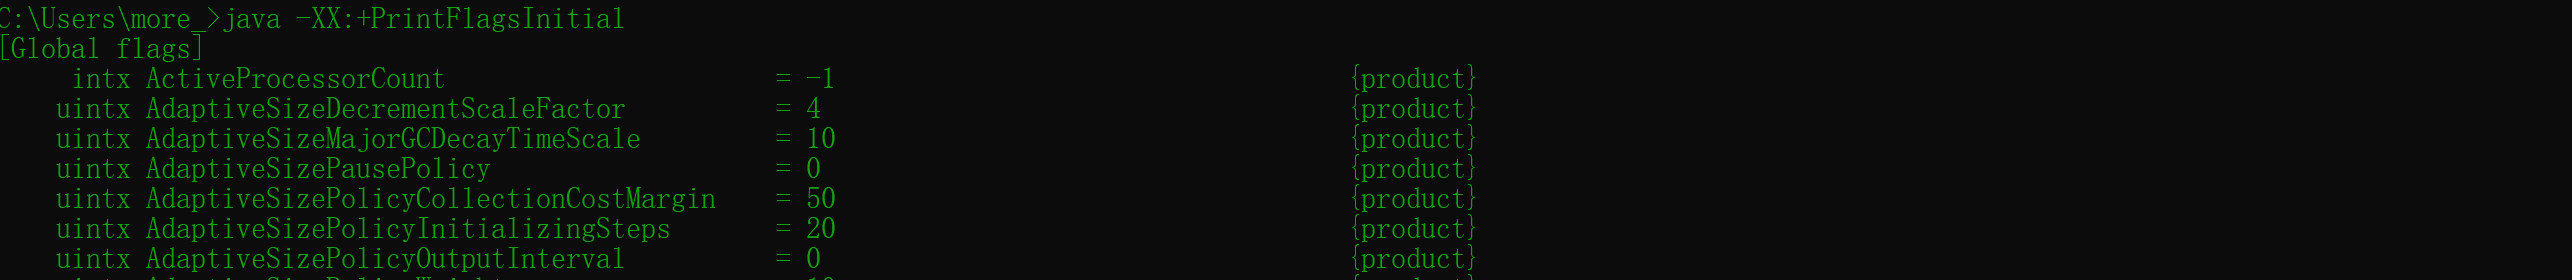 C:\Users\more_>java -XX:+PrintFlagsInitial
[Global flags]
intx ActiveProcessorCount = -1 {product}
uintx AdaptiveSizeDecrementScaleFactor = 4 {product}
uintx AdaptiveSizeMajorGCDecayTimeScale = 10 {product}
uintx AdaptiveSizePausePolicy = 0 {product}
uintx AdaptiveSizePolicyCollectionCostMargin = 50 {product}
uintx AdaptiveSizePolicyInitializingSteps = 20 {product}
uintx AdaptiveSizePolicyOutputInterval = 0 {product}